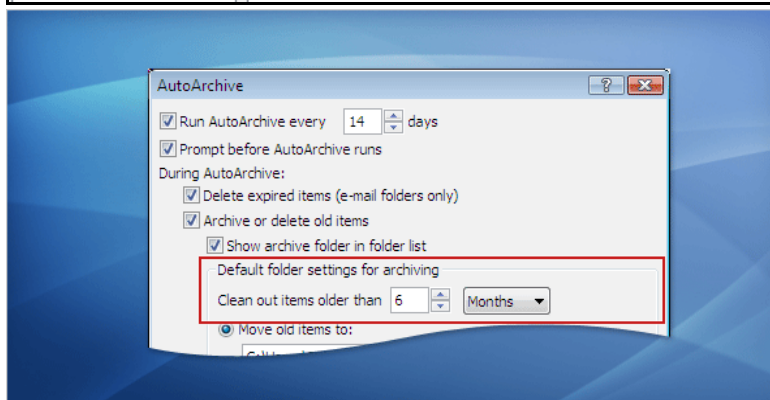 AutoArchive
Run AutoArchive every 14 days
Prompt before AutoArchive runs
During AutoArchive:
Delete expired items (e-mail folders only)
Archive or delete old items
Show archive folder in folder list
Default folder settings for archiving
Clean out items older than 6 Months
Move old items to: